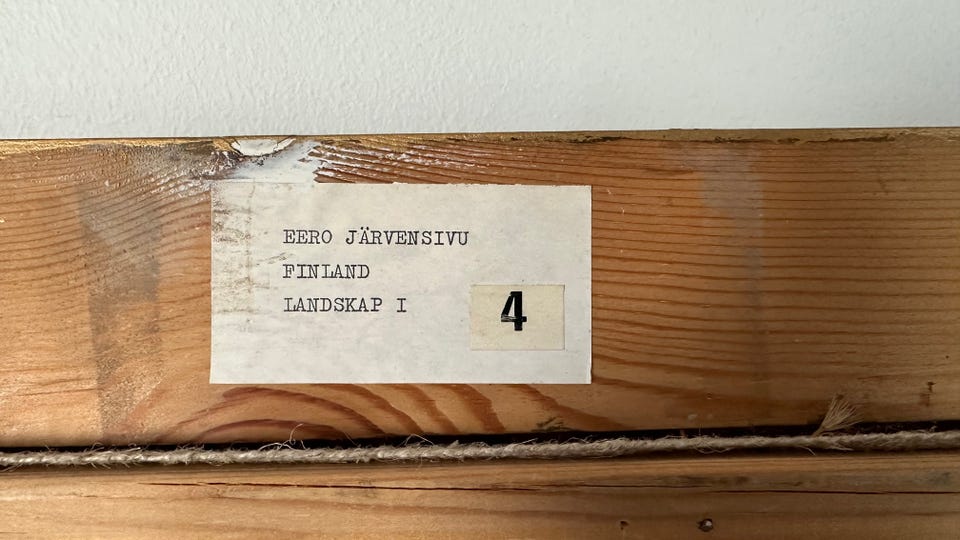 EERO JÄRVENSIVU
FINLAND
LANDSKAP I
4